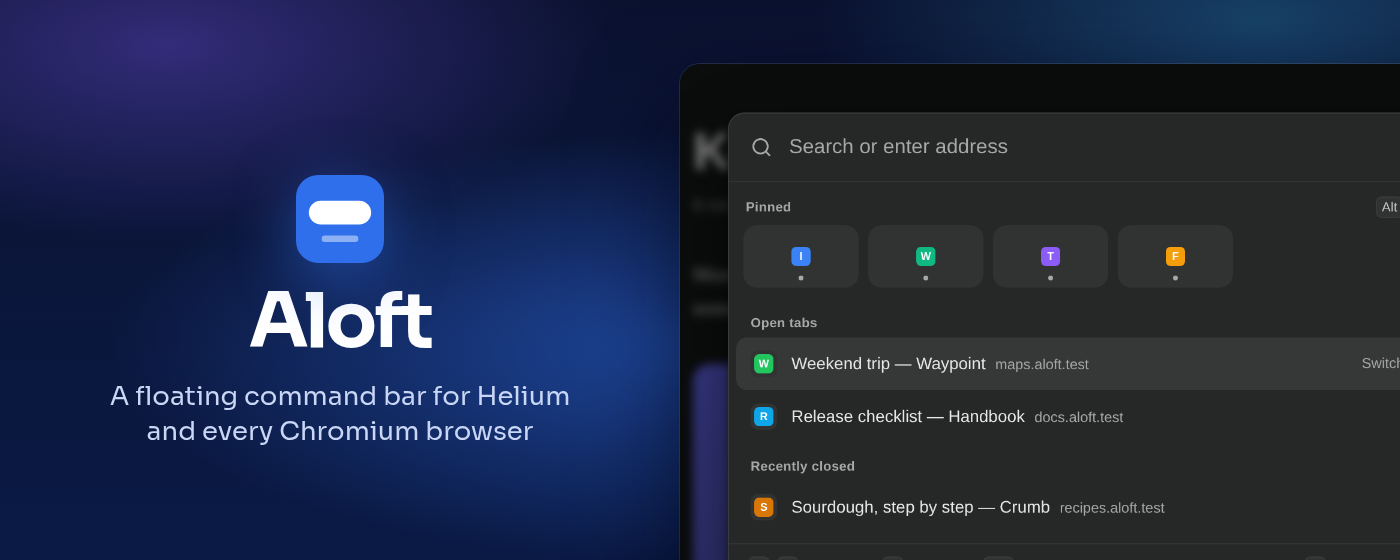 Aloft
A floating command bar for Helium
and every Chromium browser
K
Search or enter address
Pinned
Alt
I
W
T
F
Open tabs
W Weekend trip — Waypoint waypoint maps.aloft.test
Switch
R Release checklist — Handbook docs.aloft.test
Recently closed
S Sourdough, step by step — Crumb recipes.aloft.test